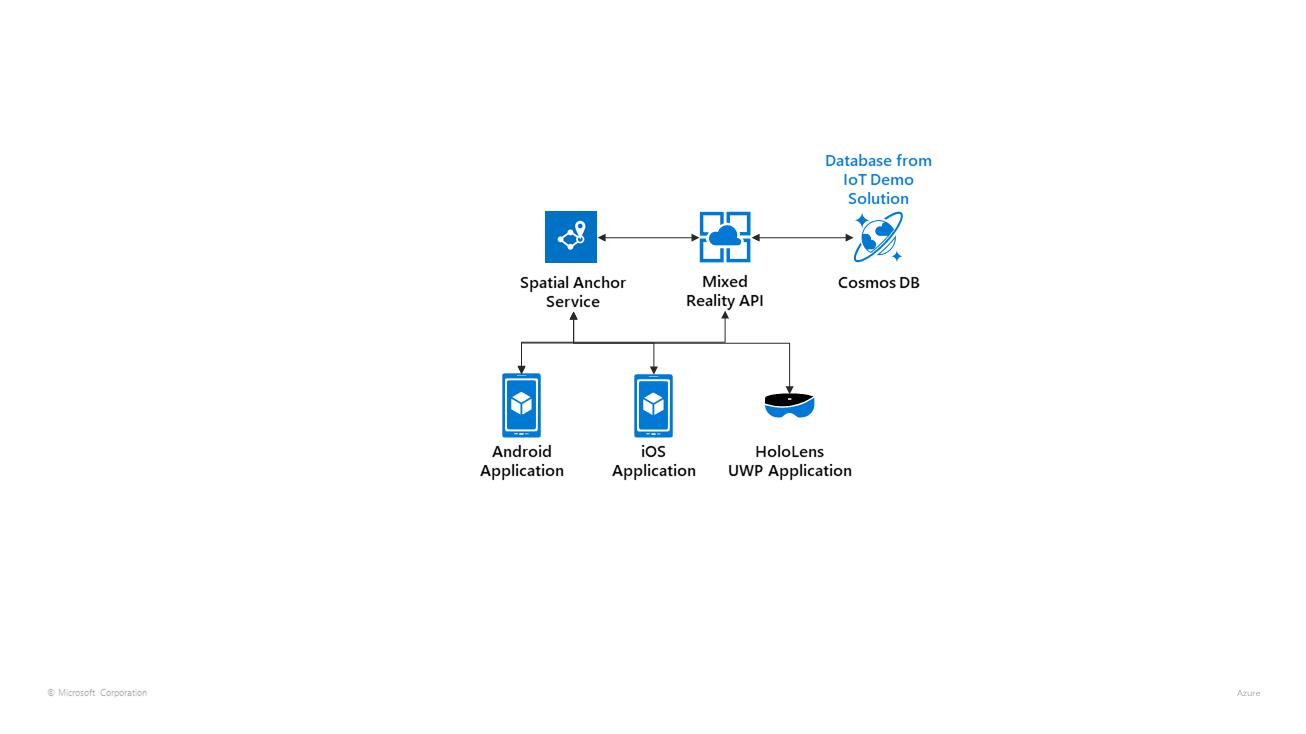 Database from
IoT Demo
Solution
Spatial Anchor
Service
Mixed
Reality API
Cosmos DB
Android
Application
iOS
Application
HoloLens
UWP Application
© Microsoft Corporation
Azure